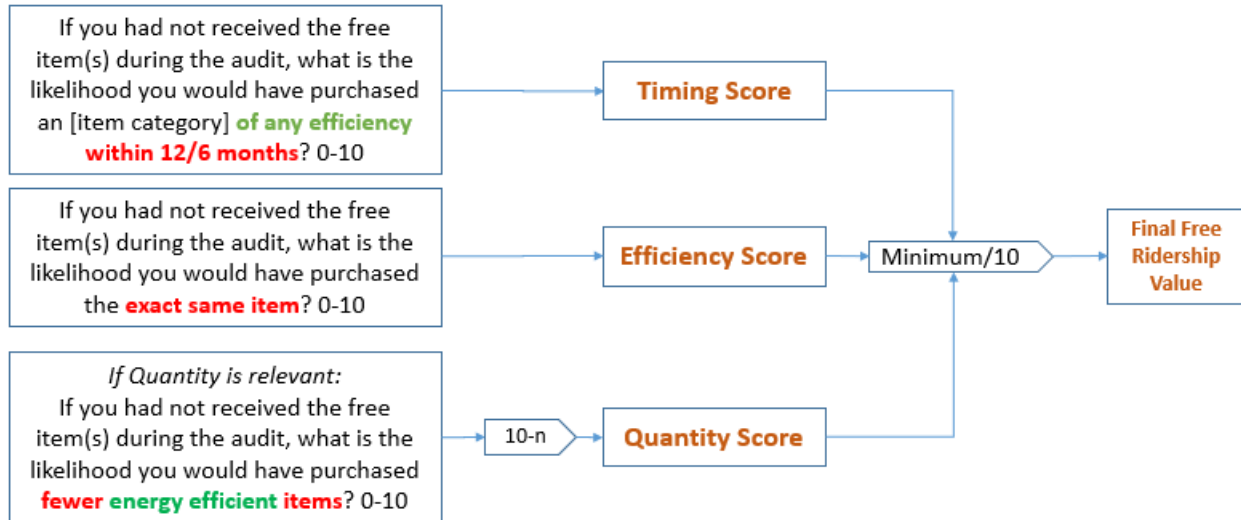 If you had not received the free
item(s) during the audit, what is the
likelihood you would have purchased
an [item category] of any efficiency
within 12/6 months? 0-10
Timing Score
If you had not received the free
item(s) during the audit, what is the
likelihood you would have purchased
the exact same item? 0-10
Efficiency Score
Minimum/10
Final Free
Ridership
Value
If Quantity is relevant:
If you had not received the free
item(s) during the audit, what is the
likelihood you would have purchased
fewer energy efficient items? 0-10
10-n
Quantity Score